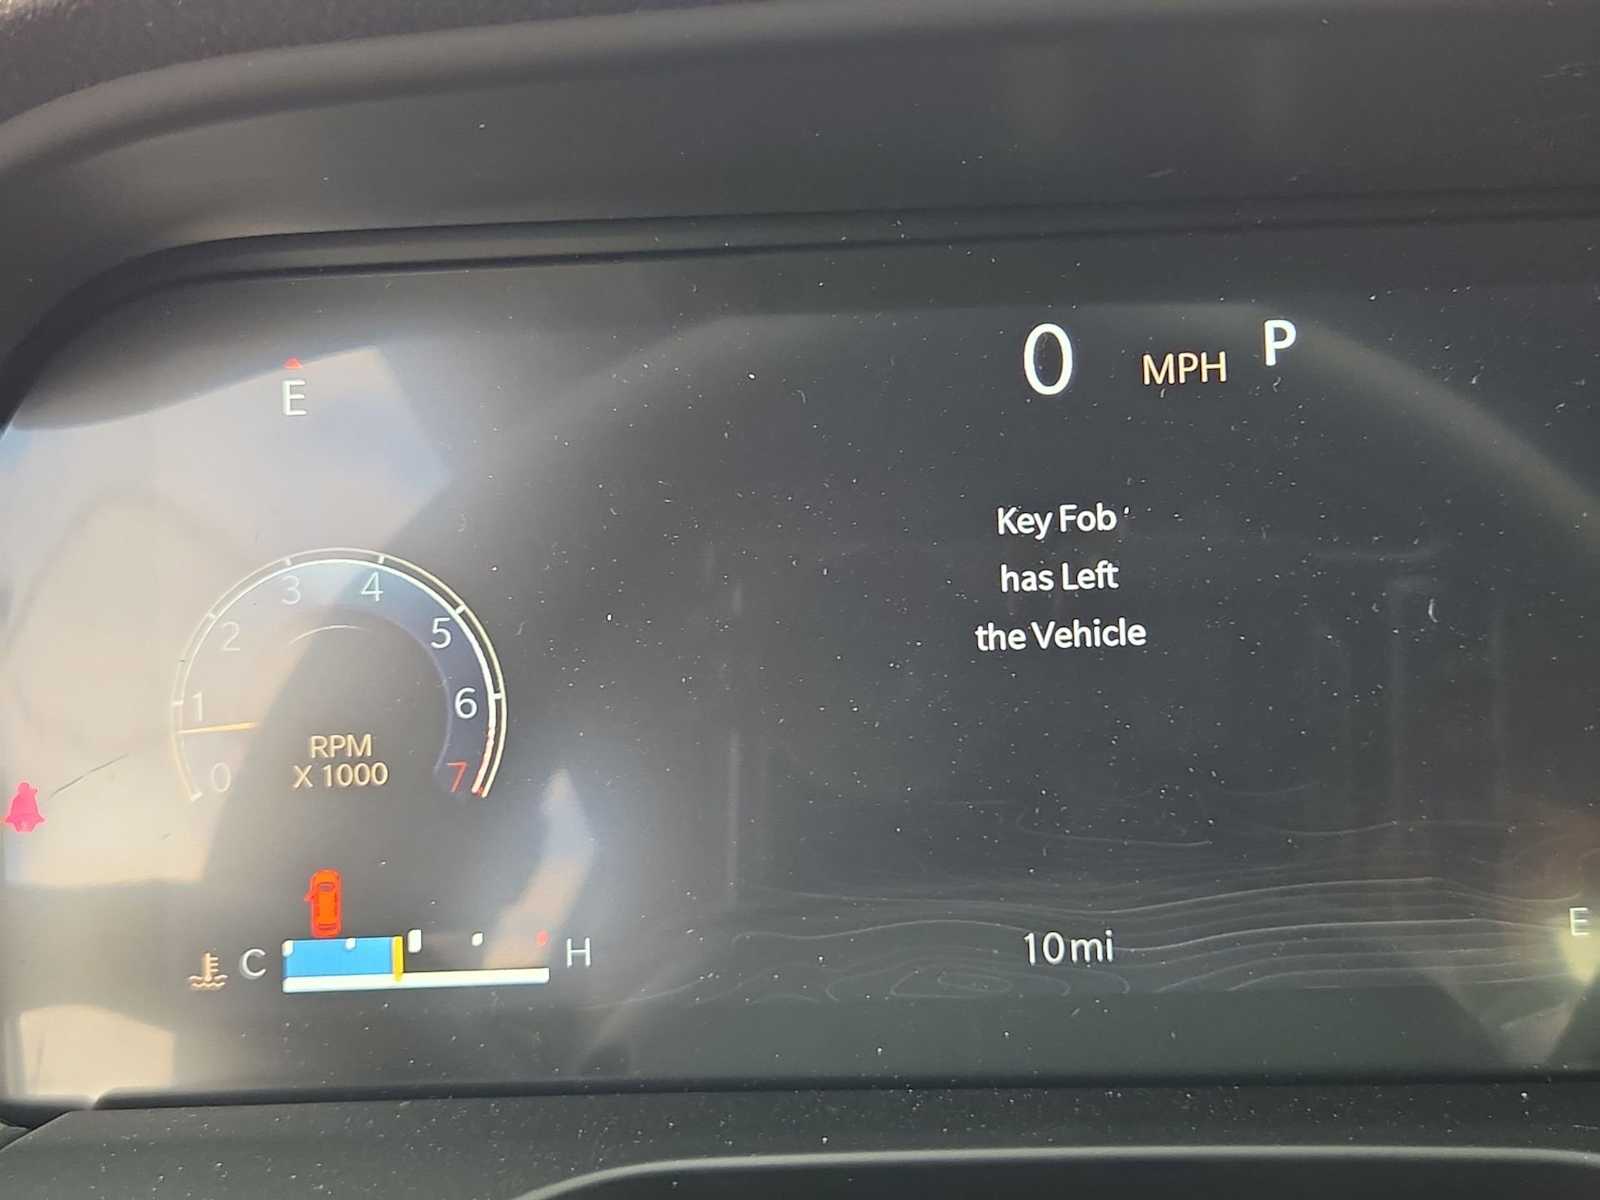 0 MPH P
E
Key Fob
has Left
the Vehicle
3 4
2 5
1 6
0 7
RPM
X 1000
C H
10mi
E